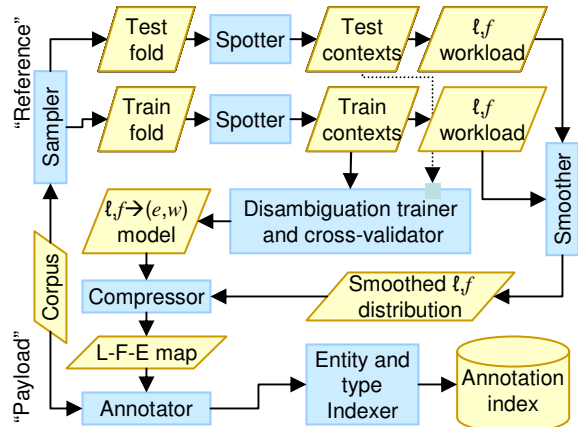 “Reference”
Sampler
Test
fold
Spotter
Test
contexts
ℓ,f
workload
Train
fold
Spotter
Train
contexts
ℓ,f
workload
Smoother
ℓ,f→(e,w)
model
Disambiguation trainer
and cross-validator
Corpus
Compressor
Smoothed ℓ,f
distribution
“Payload”
L-F-E map
Annotator
Entity and
type
Indexer
Annotation
index